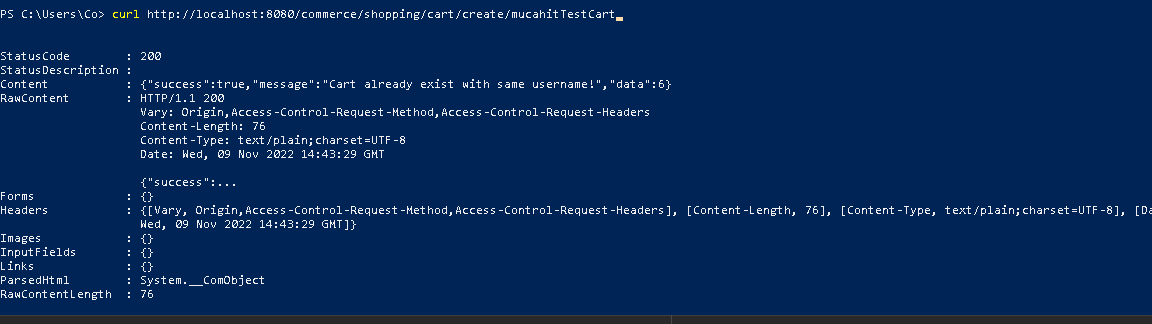 PS C:\Users\Co> curl http://localhost:8080/commerce/shopping/cart/create/mucahitTestCart
StatusCode        : 200
StatusDescription :
Content           : {"success":true,"message":"Cart already exist with same username!","data":6}
RawContent        : HTTP/1.1 200
                    Vary: Origin,Access-Control-Request-Method,Access-Control-Request-Headers
                    Content-Length: 76
                    Content-Type: text/plain;charset=UTF-8
                    Date: Wed, 09 Nov 2022 14:43:29 GMT
                    {"success":...
Forms             : {}
Headers           : {[Vary, Origin,Access-Control-Request-Method,Access-Control-Request-Headers], [Content-Length, 76], [Content-Type, text/plain;charset=UTF-8], [Da
                    Wed, 09 Nov 2022 14:43:29 GMT]}
Images            : {}
InputFields       : {}
Links             : {}
ParsedHtml        : System.__ComObject
RawContentLength  : 76